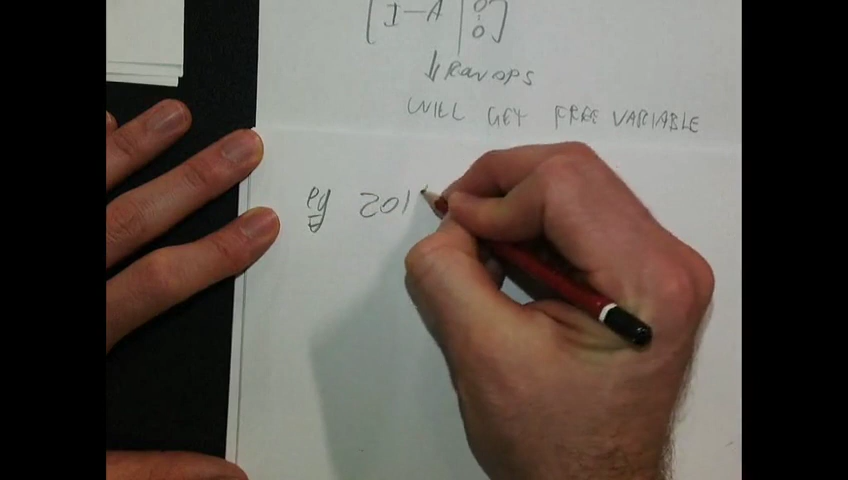 [ I-A | 0 : 0 ]
↓ ROW OPS
WILL GET FREE VARIABLE
eg 201